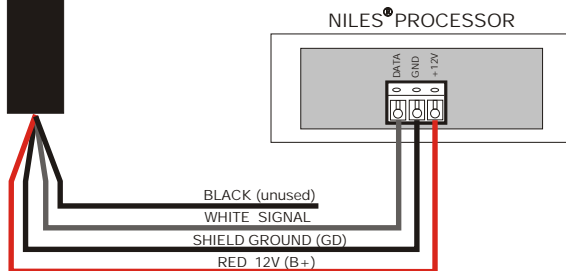 NILES® PROCESSOR
DATA
GND
+12V
BLACK (unused)
WHITE SIGNAL
SHIELD GROUND (GD)
RED 12V (B+)